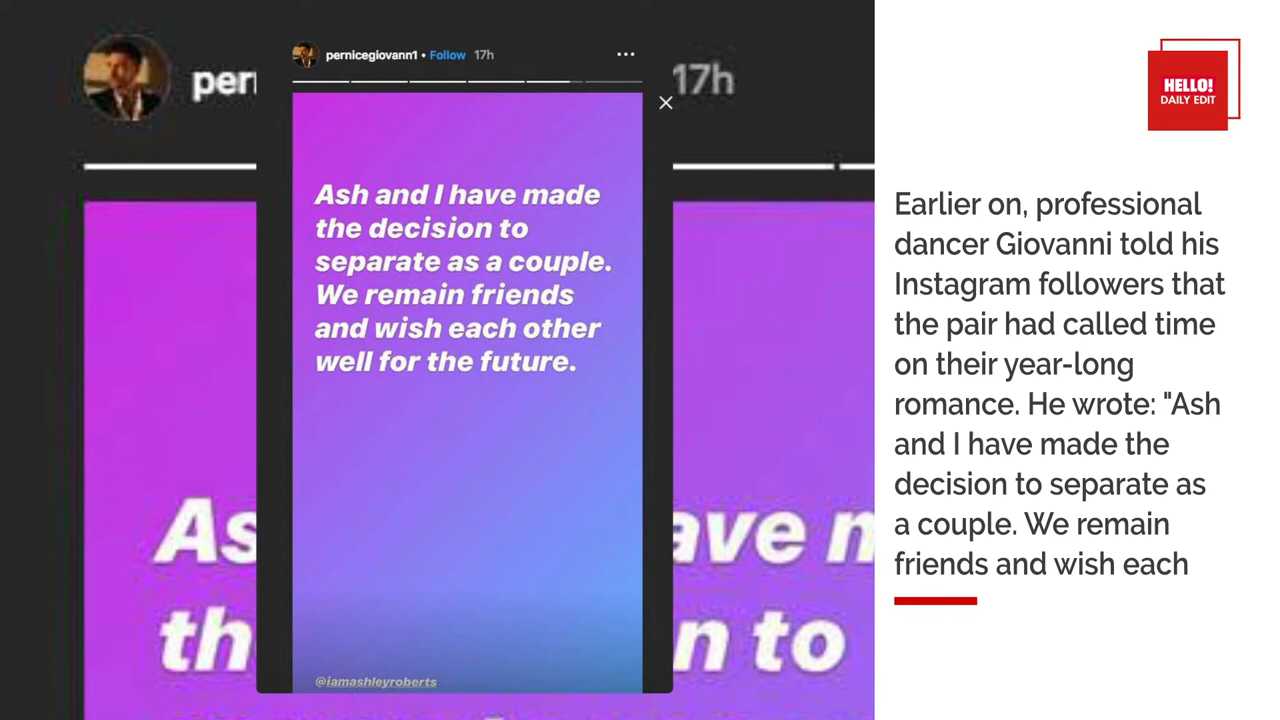 pernicegiovann1 • Follow 17h
Ash and I have made
the decision to
separate as a couple.
We remain friends
and wish each other
well for the future.
@iamashleyroberts
per
17h
As
ave m
th
n to
HELLO!
DAILY EDIT
Earlier on, professional
dancer Giovanni told his
Instagram followers that
the pair had called time
on their year-long
romance. He wrote: "Ash
and I have made the
decision to separate as
a couple. We remain
friends and wish each